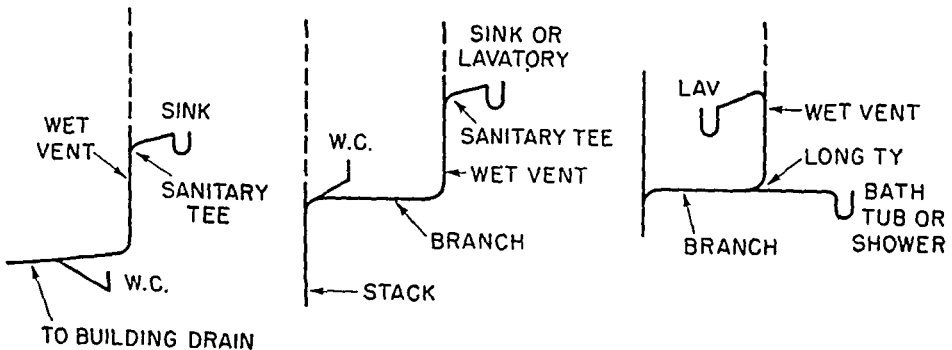 WET
VENT
SINK
SANITARY
TEE
W.C.
TO BUILDING DRAIN
SINK OR
LAVATORY
W.C.
SANITARY TEE
WET VENT
BRANCH
STACK
LAV
WET VENT
LONG TY
BATH
TUB OR
SHOWER
BRANCH